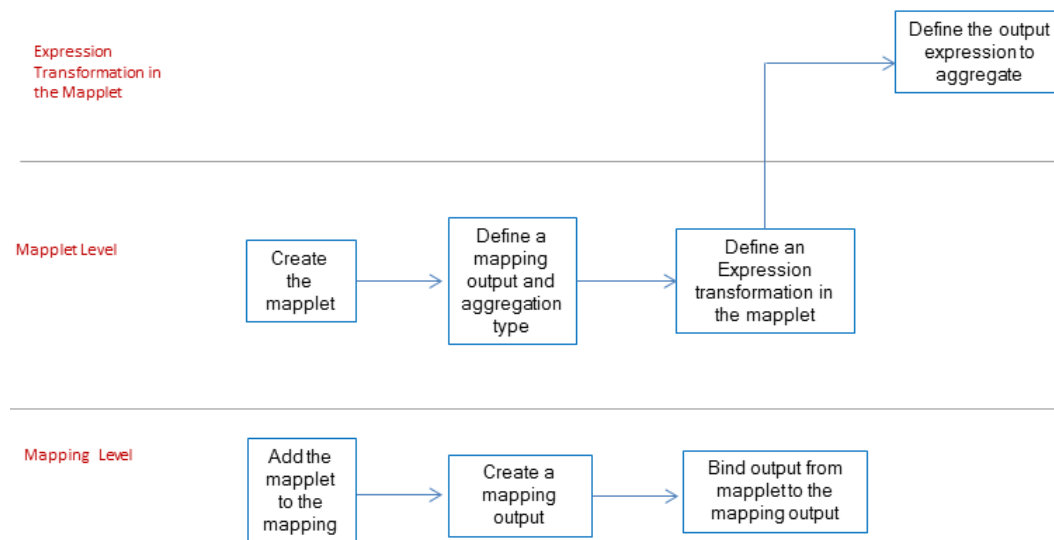 Define the output
expression to
aggregate
Expression
Transformation in
the Mapplet
Mapplet Level
Create
the
mapplet
Define a
mapping
output and
aggregation
type
Define an
Expression
transformation in
the mapplet
Mapping Level
Add the
mapplet
to the
mapping
Create a
mapping
output
Bind output from
mapplet to the
mapping output